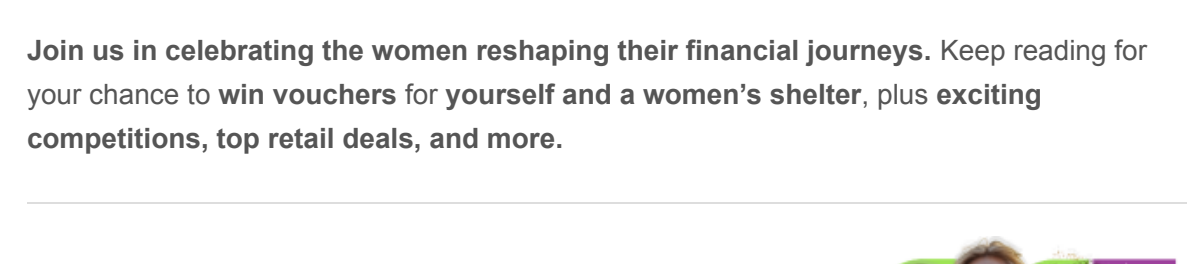 Join us in celebrating the women reshaping their financial journeys. Keep reading for
your chance to win vouchers for yourself and a women’s shelter, plus exciting
competitions, top retail deals, and more.